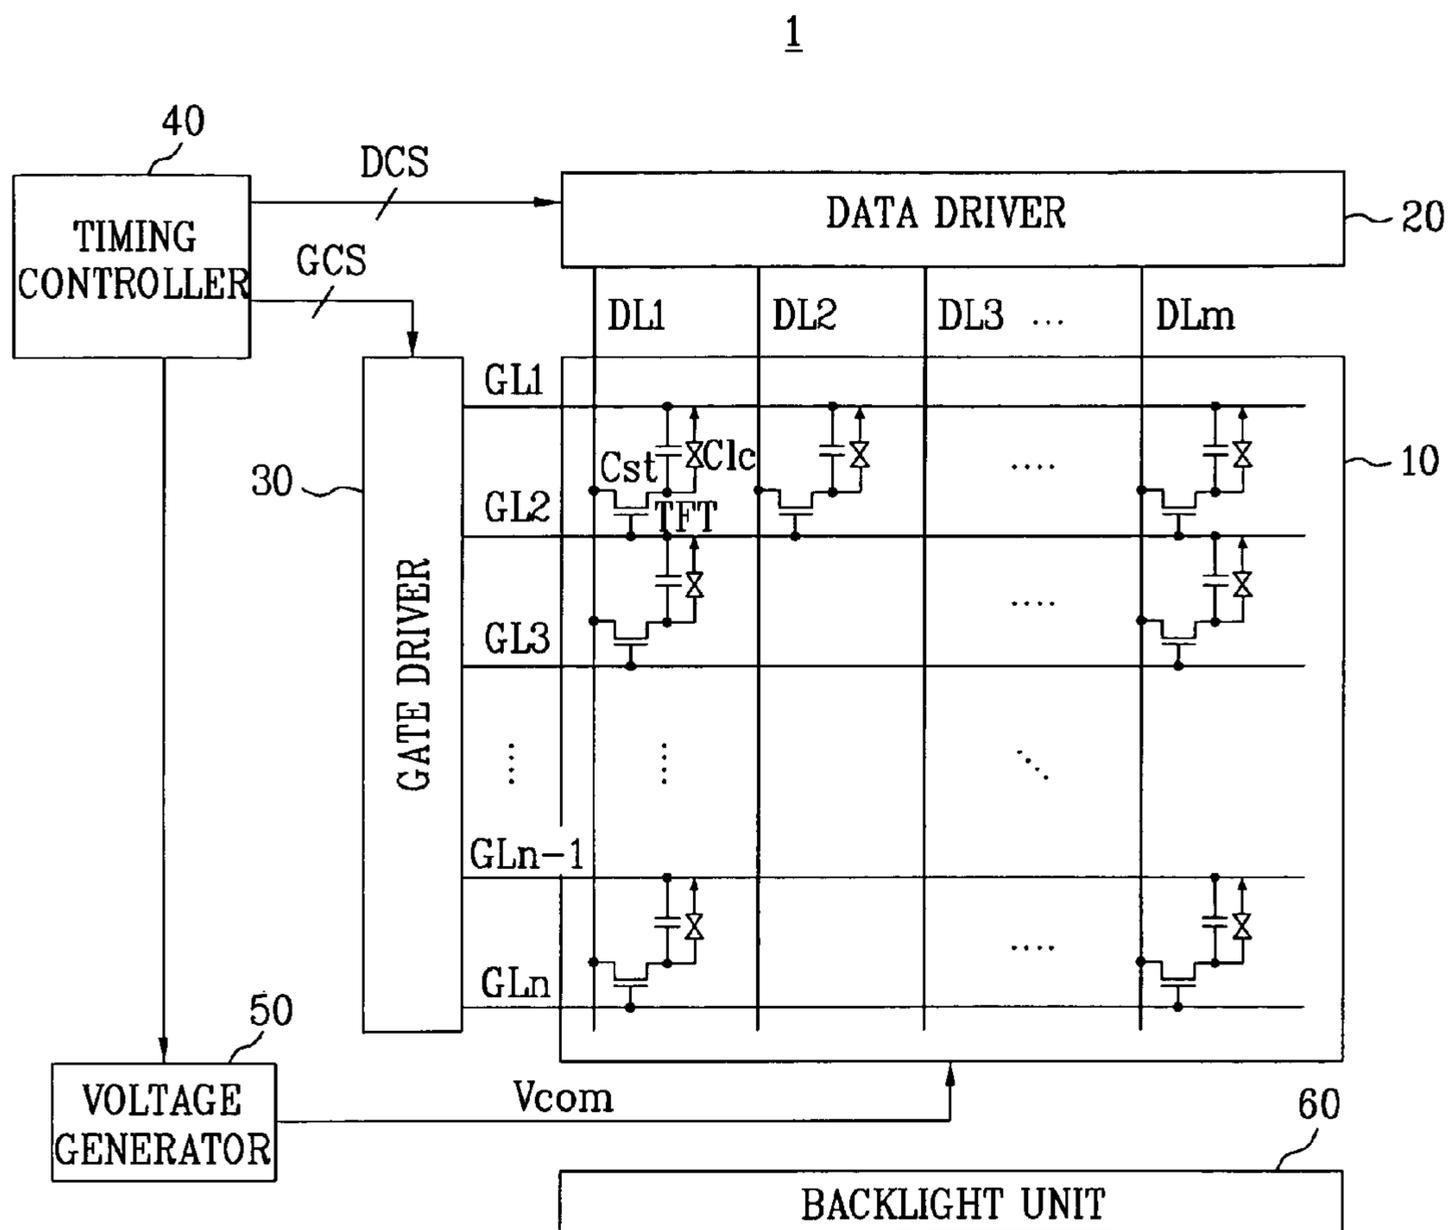 1
40
DCS
TIMING
CONTROLLER
GCS
DATA DRIVER
20
DL1
DL2
DL3 ...
DLm
GL1
Cst
Clc
....
10
30
GL2
TFT
GATE DRIVER
....
GL3
.....
.....
.....
GLn-1
....
GLn
50
VOLTAGE
GENERATOR
Vcom
60
BACKLIGHT UNIT